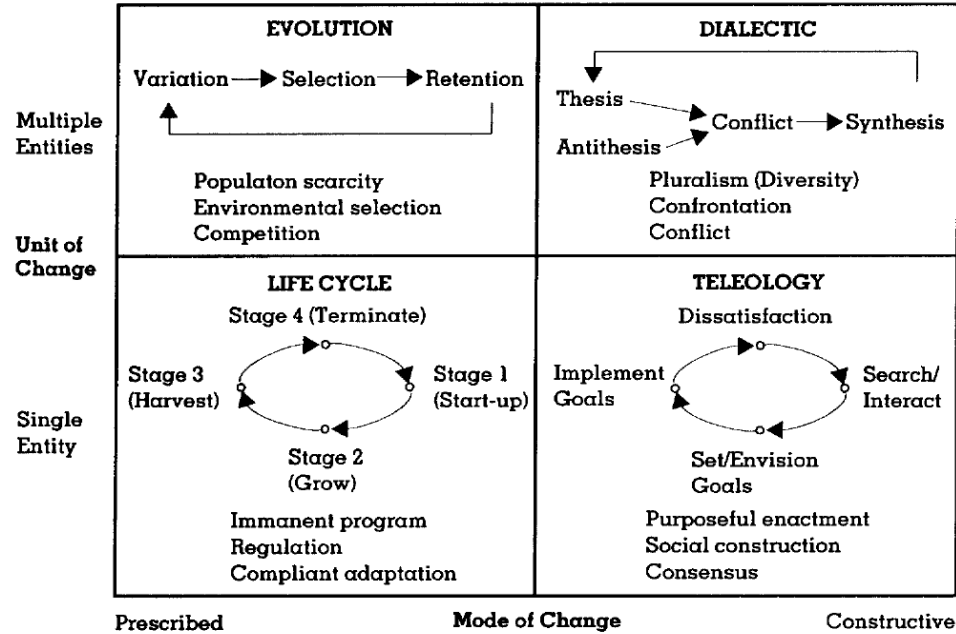 EVOLUTION
Variation Selection Retention
Populaton scarcity
Environmental selection
Competition
DIALECTIC
Thesis
Antithesis
Conflict Synthesis
Pluralism (Diversity)
Confrontation
Conflict
Multiple
Entities
Unit of
Change
Single
Entity
LIFE CYCLE
Stage 4 (Terminate)
Stage 3
(Harvest)
Stage 1
(Start-up)
Stage 2
(Grow)
Immanent program
Regulation
Compliant adaptation
TELEOLOGY
Dissatisfaction
Implement
Goals
Search/
Interact
Set/Envision
Goals
Purposeful enactment
Social construction
Consensus
Prescribed Mode of Change Constructive